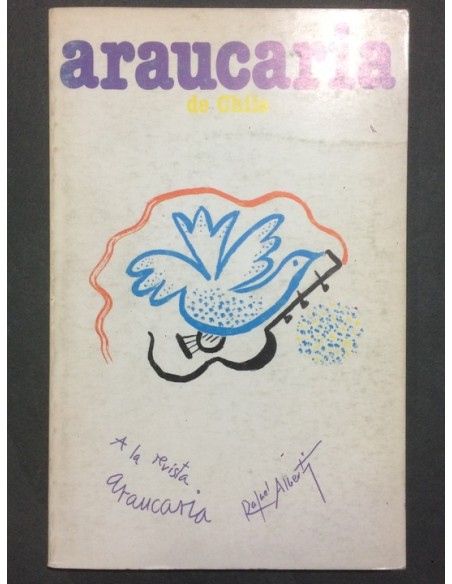 araucaria
de Chile
A la revista
araucaria
Rafael Alberti